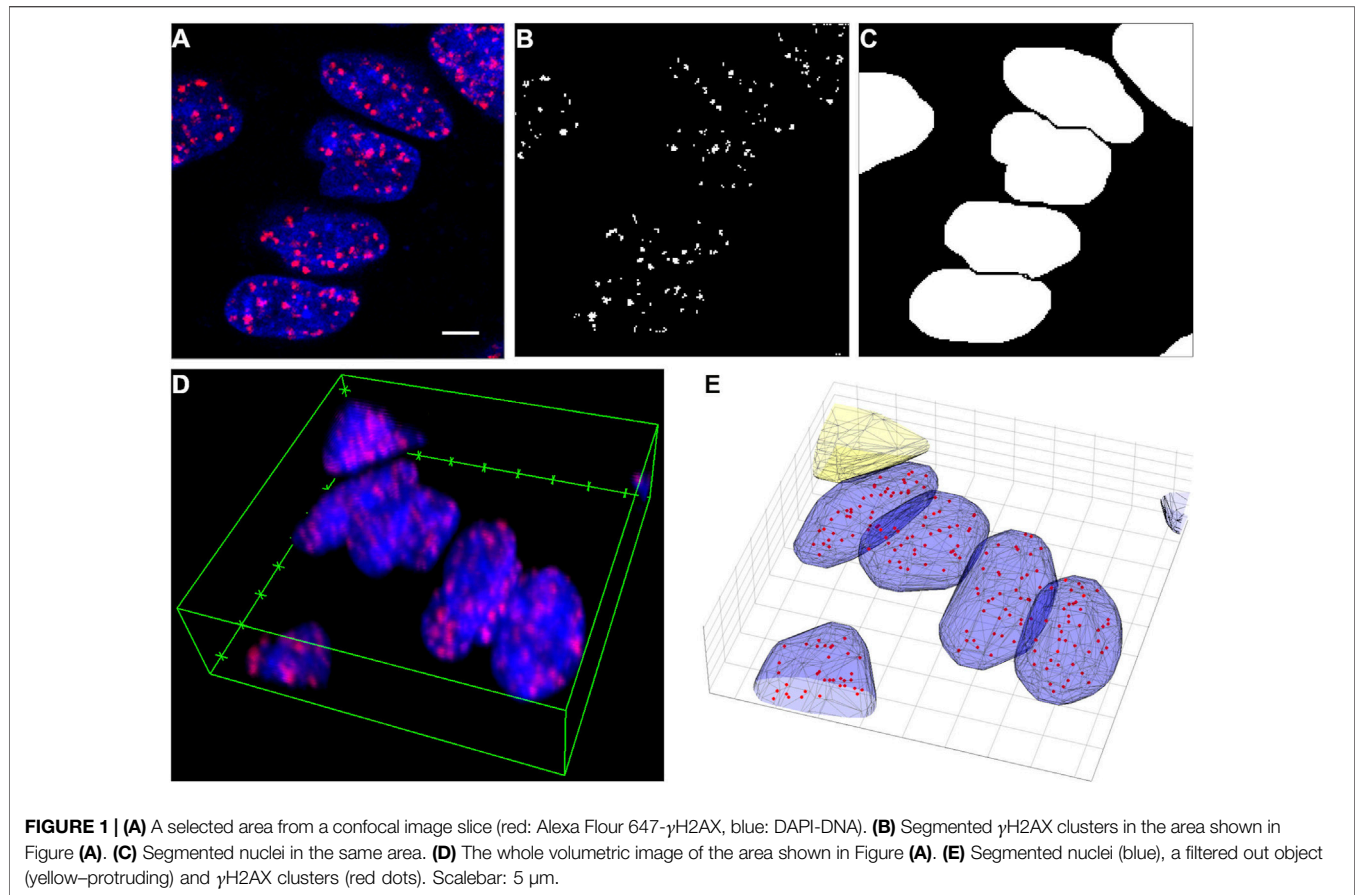 A
B
C
D
E
FIGURE 1 | (A) A selected area from a confocal image slice (red: Alexa Flour 647-γH2AX, blue: DAPI-DNA). (B) Segmented γH2AX clusters in the area shown in
Figure (A). (C) Segmented nuclei in the same area. (D) The whole volumetric image of the area shown in Figure (A). (E) Segmented nuclei (blue), a filtered out object
(yellow–protruding) and γH2AX clusters (red dots). Scalebar: 5 μm.